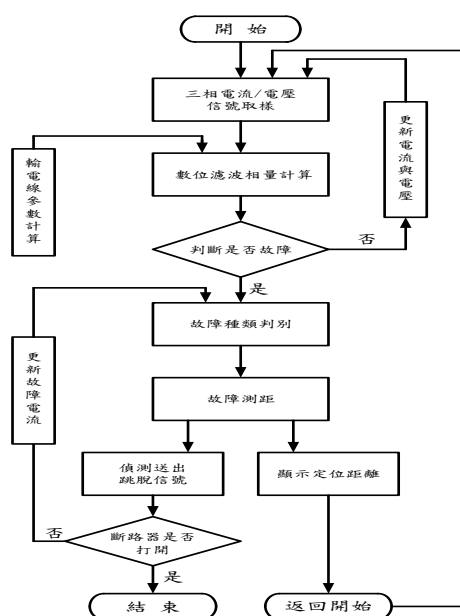 開 始
三相電流/電壓
信號取樣
更新電流與電壓
輸電線參數計算
數位濾波相量計算
判斷是否故障
否
是
故障種類判別
更新故障電流
故障測距
偵測送出
跳脫信號
顯示定位距離
否
斷路器是否
打開
是
結 束
返回開始